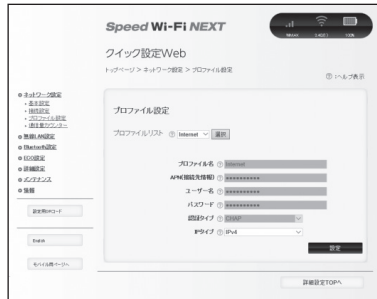 Speed Wi-Fi NEXT
WiMAX 2.4GHz 100%
クイック設定Web
トップページ > ネットワーク設定 > プロファイル設定
:ヘルプ表示
ネットワーク設定
基本設定
接続設定
プロファイル設定
通信量カウンター
無線LAN設定
Bluetooth設定
ECO設定
詳細設定
メンテナンス
情報
設定用QRコード
English
モバイル用ページへ
プロファイル設定
プロファイルリスト ? Internet 選択
プロファイル名 ? Internet
APN(接続先情報) ? **********
ユーザー名 ? **********
パスワード ? **********
認証タイプ ? CHAP
IPタイプ ? IPv4
設定
詳細設定TOPへ